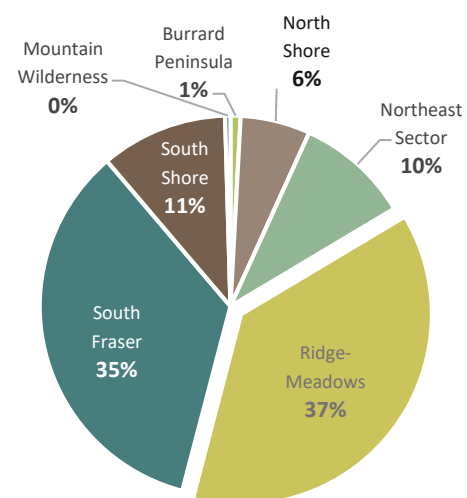 Mountain
Wilderness
0%
Burrard
Peninsula
1%
North
Shore
6%
Northeast
Sector
10%
South
Shore
11%
South
Fraser
35%
Ridge-
Meadows
37%